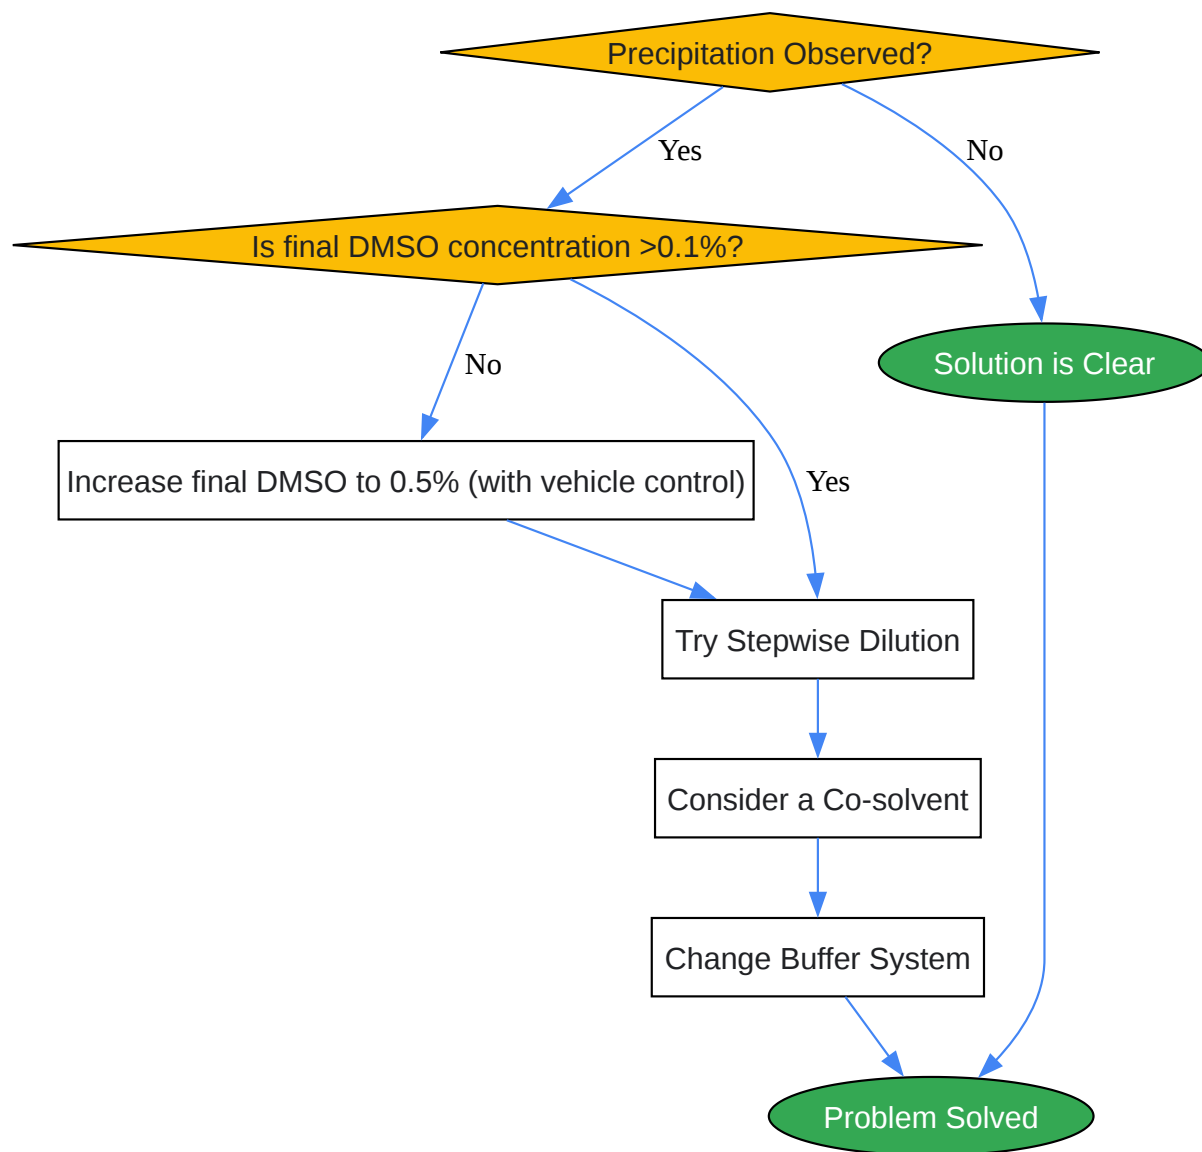 Precipitation Observed?
Yes
No
Is final DMSO concentration >0.1%?
No
Solution is Clear
Increase final DMSO to 0.5% (with vehicle control)
Yes
Try Stepwise Dilution
Consider a Co-solvent
Change Buffer System
Problem Solved